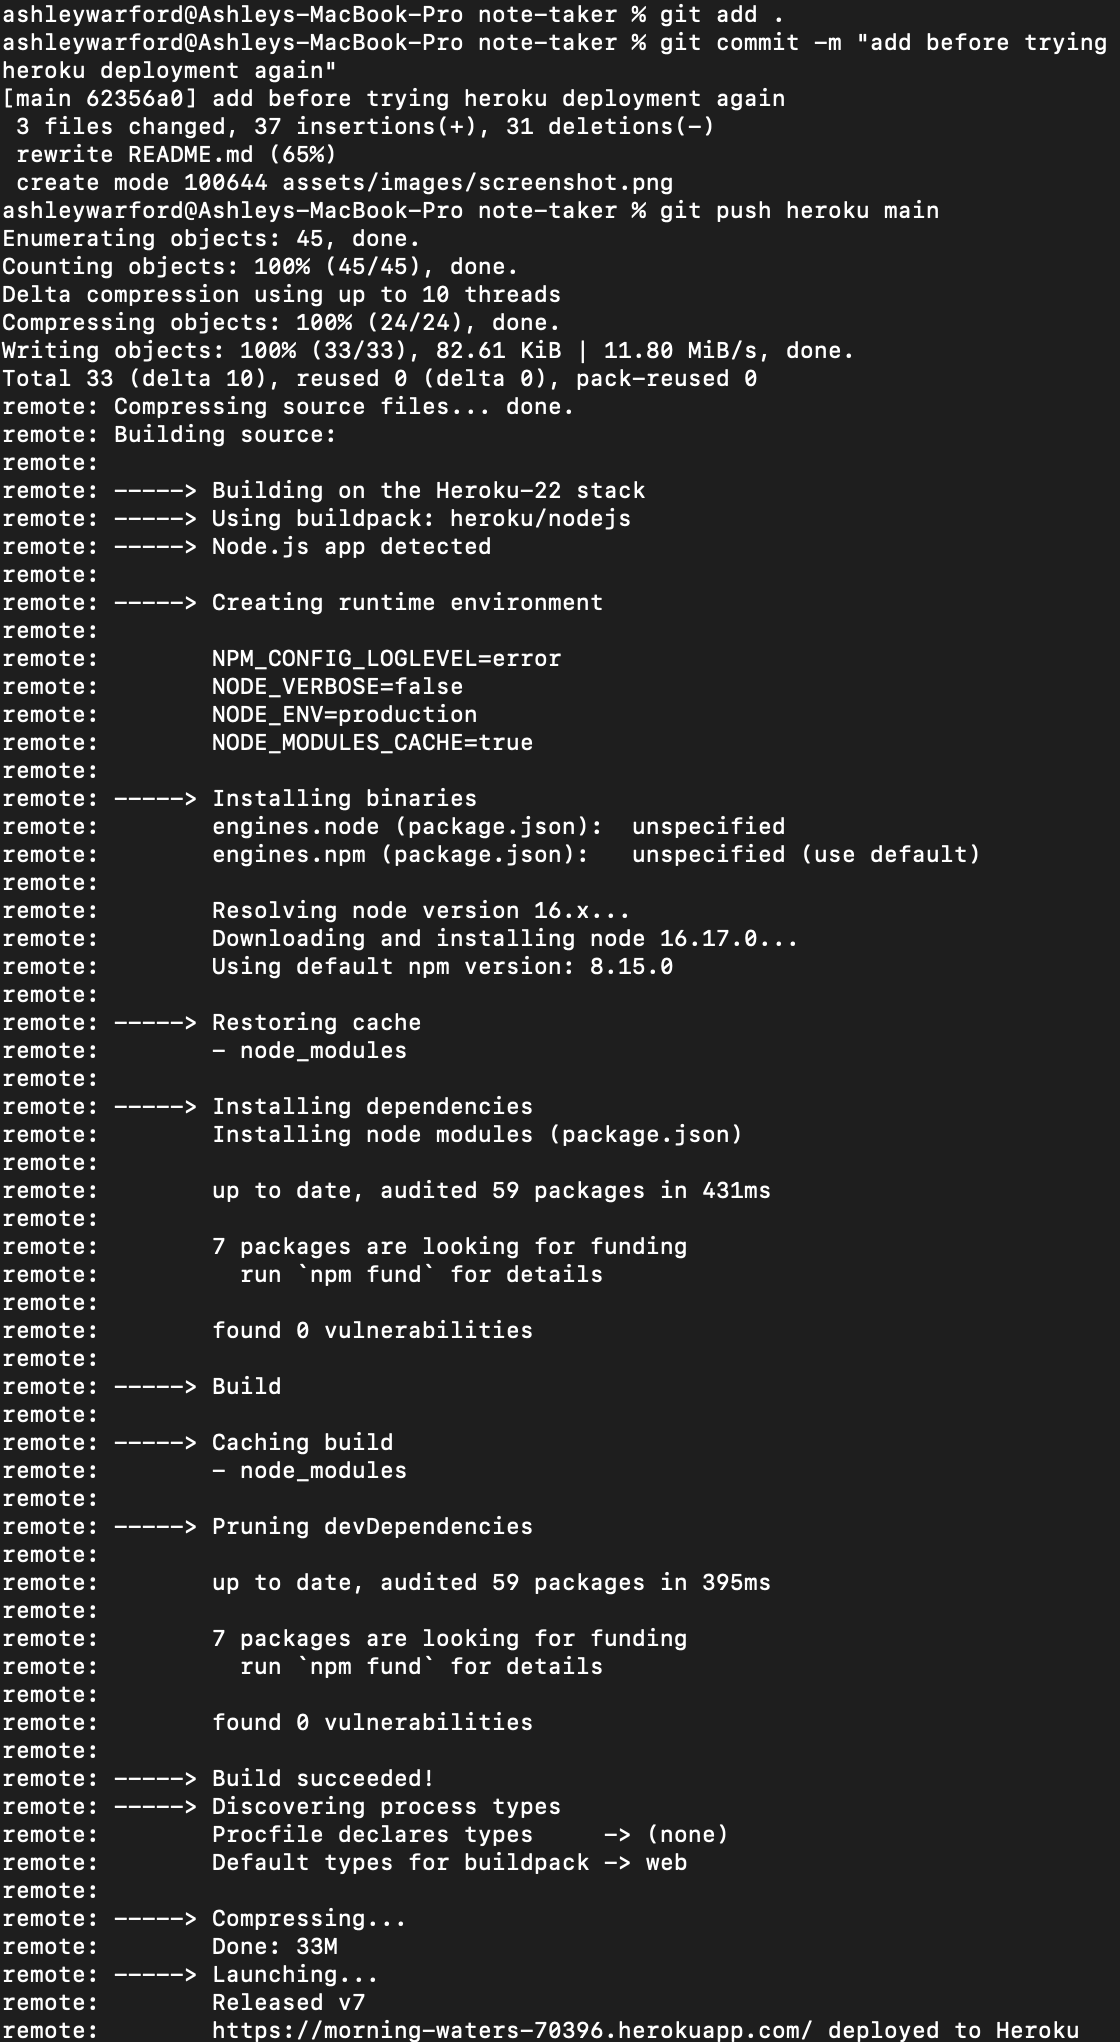 ashleywarford@Ashleys-MacBook-Pro note-taker % git add .
ashleywarford@Ashleys-MacBook-Pro note-taker % git commit -m "add before trying
heroku deployment again"
[main 62356a0] add before trying heroku deployment again
 3 files changed, 37 insertions(+), 31 deletions(-)
 rewrite README.md (65%)
 create mode 100644 assets/images/screenshot.png
ashleywarford@Ashleys-MacBook-Pro note-taker % git push heroku main
Enumerating objects: 45, done.
Counting objects: 100% (45/45), done.
Delta compression using up to 10 threads
Compressing objects: 100% (24/24), done.
Writing objects: 100% (33/33), 82.61 KiB | 11.80 MiB/s, done.
Total 33 (delta 10), reused 0 (delta 0), pack-reused 0
remote: Compressing source files... done.
remote: Building source:
remote:
remote: -----> Building on the Heroku-22 stack
remote: -----> Using buildpack: heroku/nodejs
remote: -----> Node.js app detected
remote:
remote: -----> Creating runtime environment
remote:
remote:        NPM_CONFIG_LOGLEVEL=error
remote:        NODE_VERBOSE=false
remote:        NODE_ENV=production
remote:        NODE_MODULES_CACHE=true
remote:
remote: -----> Installing binaries
remote:        engines.node (package.json):  unspecified
remote:        engines.npm (package.json):   unspecified (use default)
remote:
remote:        Resolving node version 16.x...
remote:        Downloading and installing node 16.17.0...
remote:        Using default npm version: 8.15.0
remote:
remote: -----> Restoring cache
remote:        - node_modules
remote:
remote: -----> Installing dependencies
remote:        Installing node modules (package.json)
remote:
remote:        up to date, audited 59 packages in 431ms
remote:
remote:        7 packages are looking for funding
remote:          run `npm fund` for details
remote:
remote:        found 0 vulnerabilities
remote:
remote: -----> Build
remote:
remote: -----> Caching build
remote:        - node_modules
remote:
remote: -----> Pruning devDependencies
remote:
remote:        up to date, audited 59 packages in 395ms
remote:
remote:        7 packages are looking for funding
remote:          run `npm fund` for details
remote:
remote:        found 0 vulnerabilities
remote:
remote: -----> Build succeeded!
remote: -----> Discovering process types
remote:        Procfile declares types     -> (none)
remote:        Default types for buildpack -> web
remote:
remote: -----> Compressing...
remote:        Done: 33M
remote: -----> Launching...
remote:        Released v7
remote:        https://morning-waters-70396.herokuapp.com/ deployed to Heroku